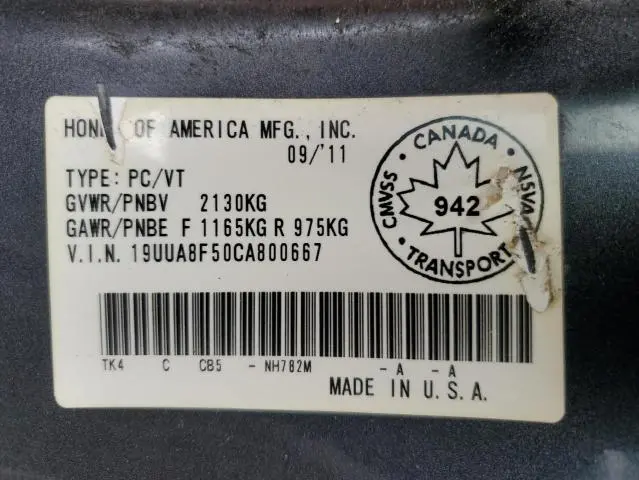 HON OF AMERICA MFG., INC.
09/'11
TYPE: PC/VT
GVWR/PNBV 2130KG
GAWR/PNBE F 1165KG R 975KG
V.I.N. 19UUA8F50CA800667
CANADA · NSVA · TRANSPORT · CMVSS ·
942
TK4 C CB5 - NH782M - A - A
MADE IN U.S.A.